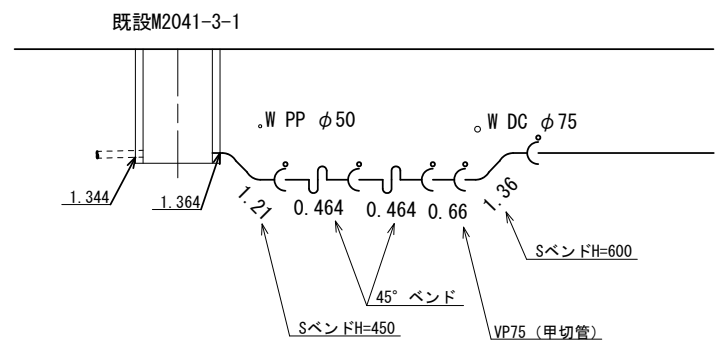 既設M2041-3-1
W PP φ50
W DC φ75
1.344
1.364
1.21
0.464
0.464
0.66
1.36
SベンドH=600
45° ベンド
SベンドH=450
VP75（甲切管）